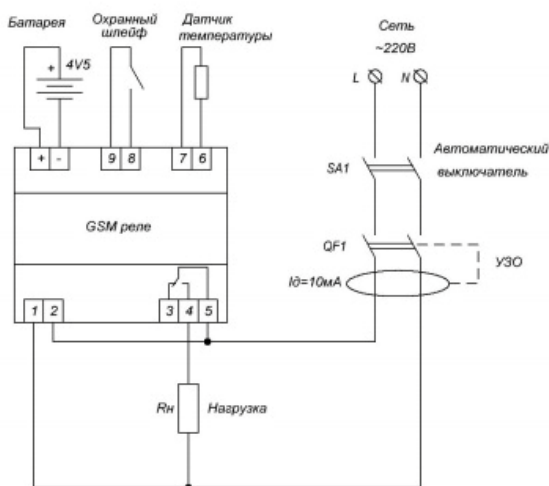 Батарея
Охранный
шлейф
Датчик
температуры
Сеть
~220В
+ 4V5
L N
+ - 9 8 7 6
SA1
Автоматический
выключатель
GSM реле
QF1
УЗО
Iд=10мА
1 2 3 4 5
Rн Нагрузка